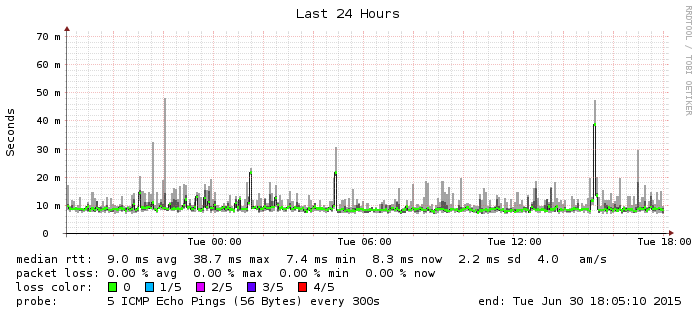 Last 24 Hours
RRDTOOL / TOBI OETIKER
Seconds
70 m
60 m
50 m
40 m
30 m
20 m
10 m
0
Tue 00:00 Tue 06:00 Tue 12:00 Tue 18:00
median rtt: 9.0 ms avg 38.7 ms max 7.4 ms min 8.3 ms now 2.2 ms sd 4.0 am/s
packet loss: 0.00 % avg 0.00 % max 0.00 % min 0.00 % now
loss color: 0 1/5 2/5 3/5 4/5
probe: 5 ICMP Echo Pings (56 Bytes) every 300s end: Tue Jun 30 18:05:10 2015